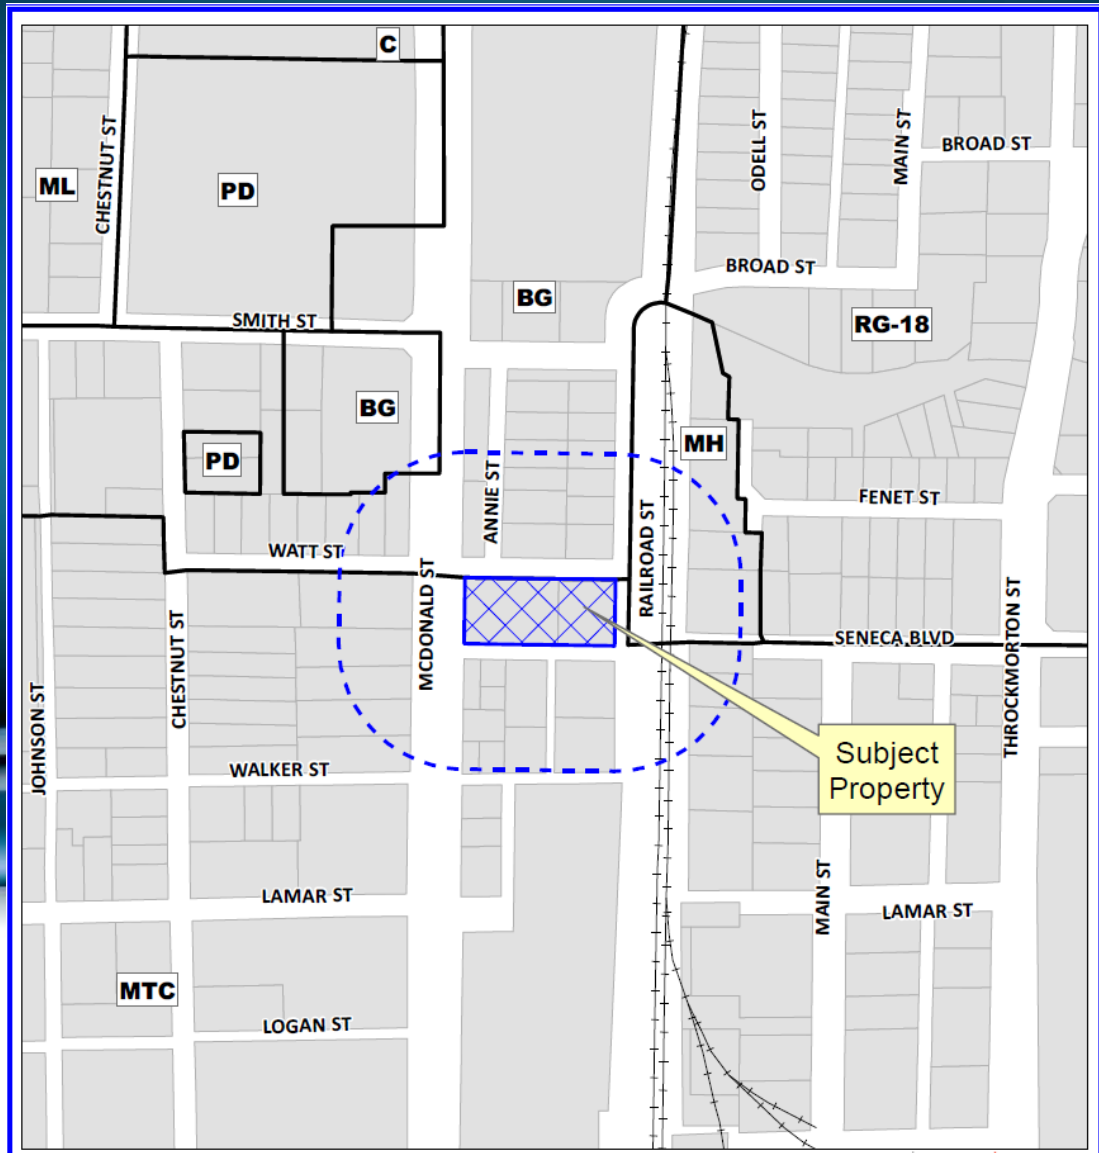 C
CHESTNUT ST
ODELL ST
MAIN ST
BROAD ST
ML
PD
BROAD ST
BG
SMITH ST
RG-18
BG
MH
PD
ANNIE ST
FENET ST
RAILROAD ST
WATT ST
MCDONALD ST
SENECA BLVD
THROCKMORTON ST
CHESTNUT ST
JOHNSON ST
Subject
Property
WALKER ST
LAMAR ST
MAIN ST
LAMAR ST
MTC
LOGAN ST